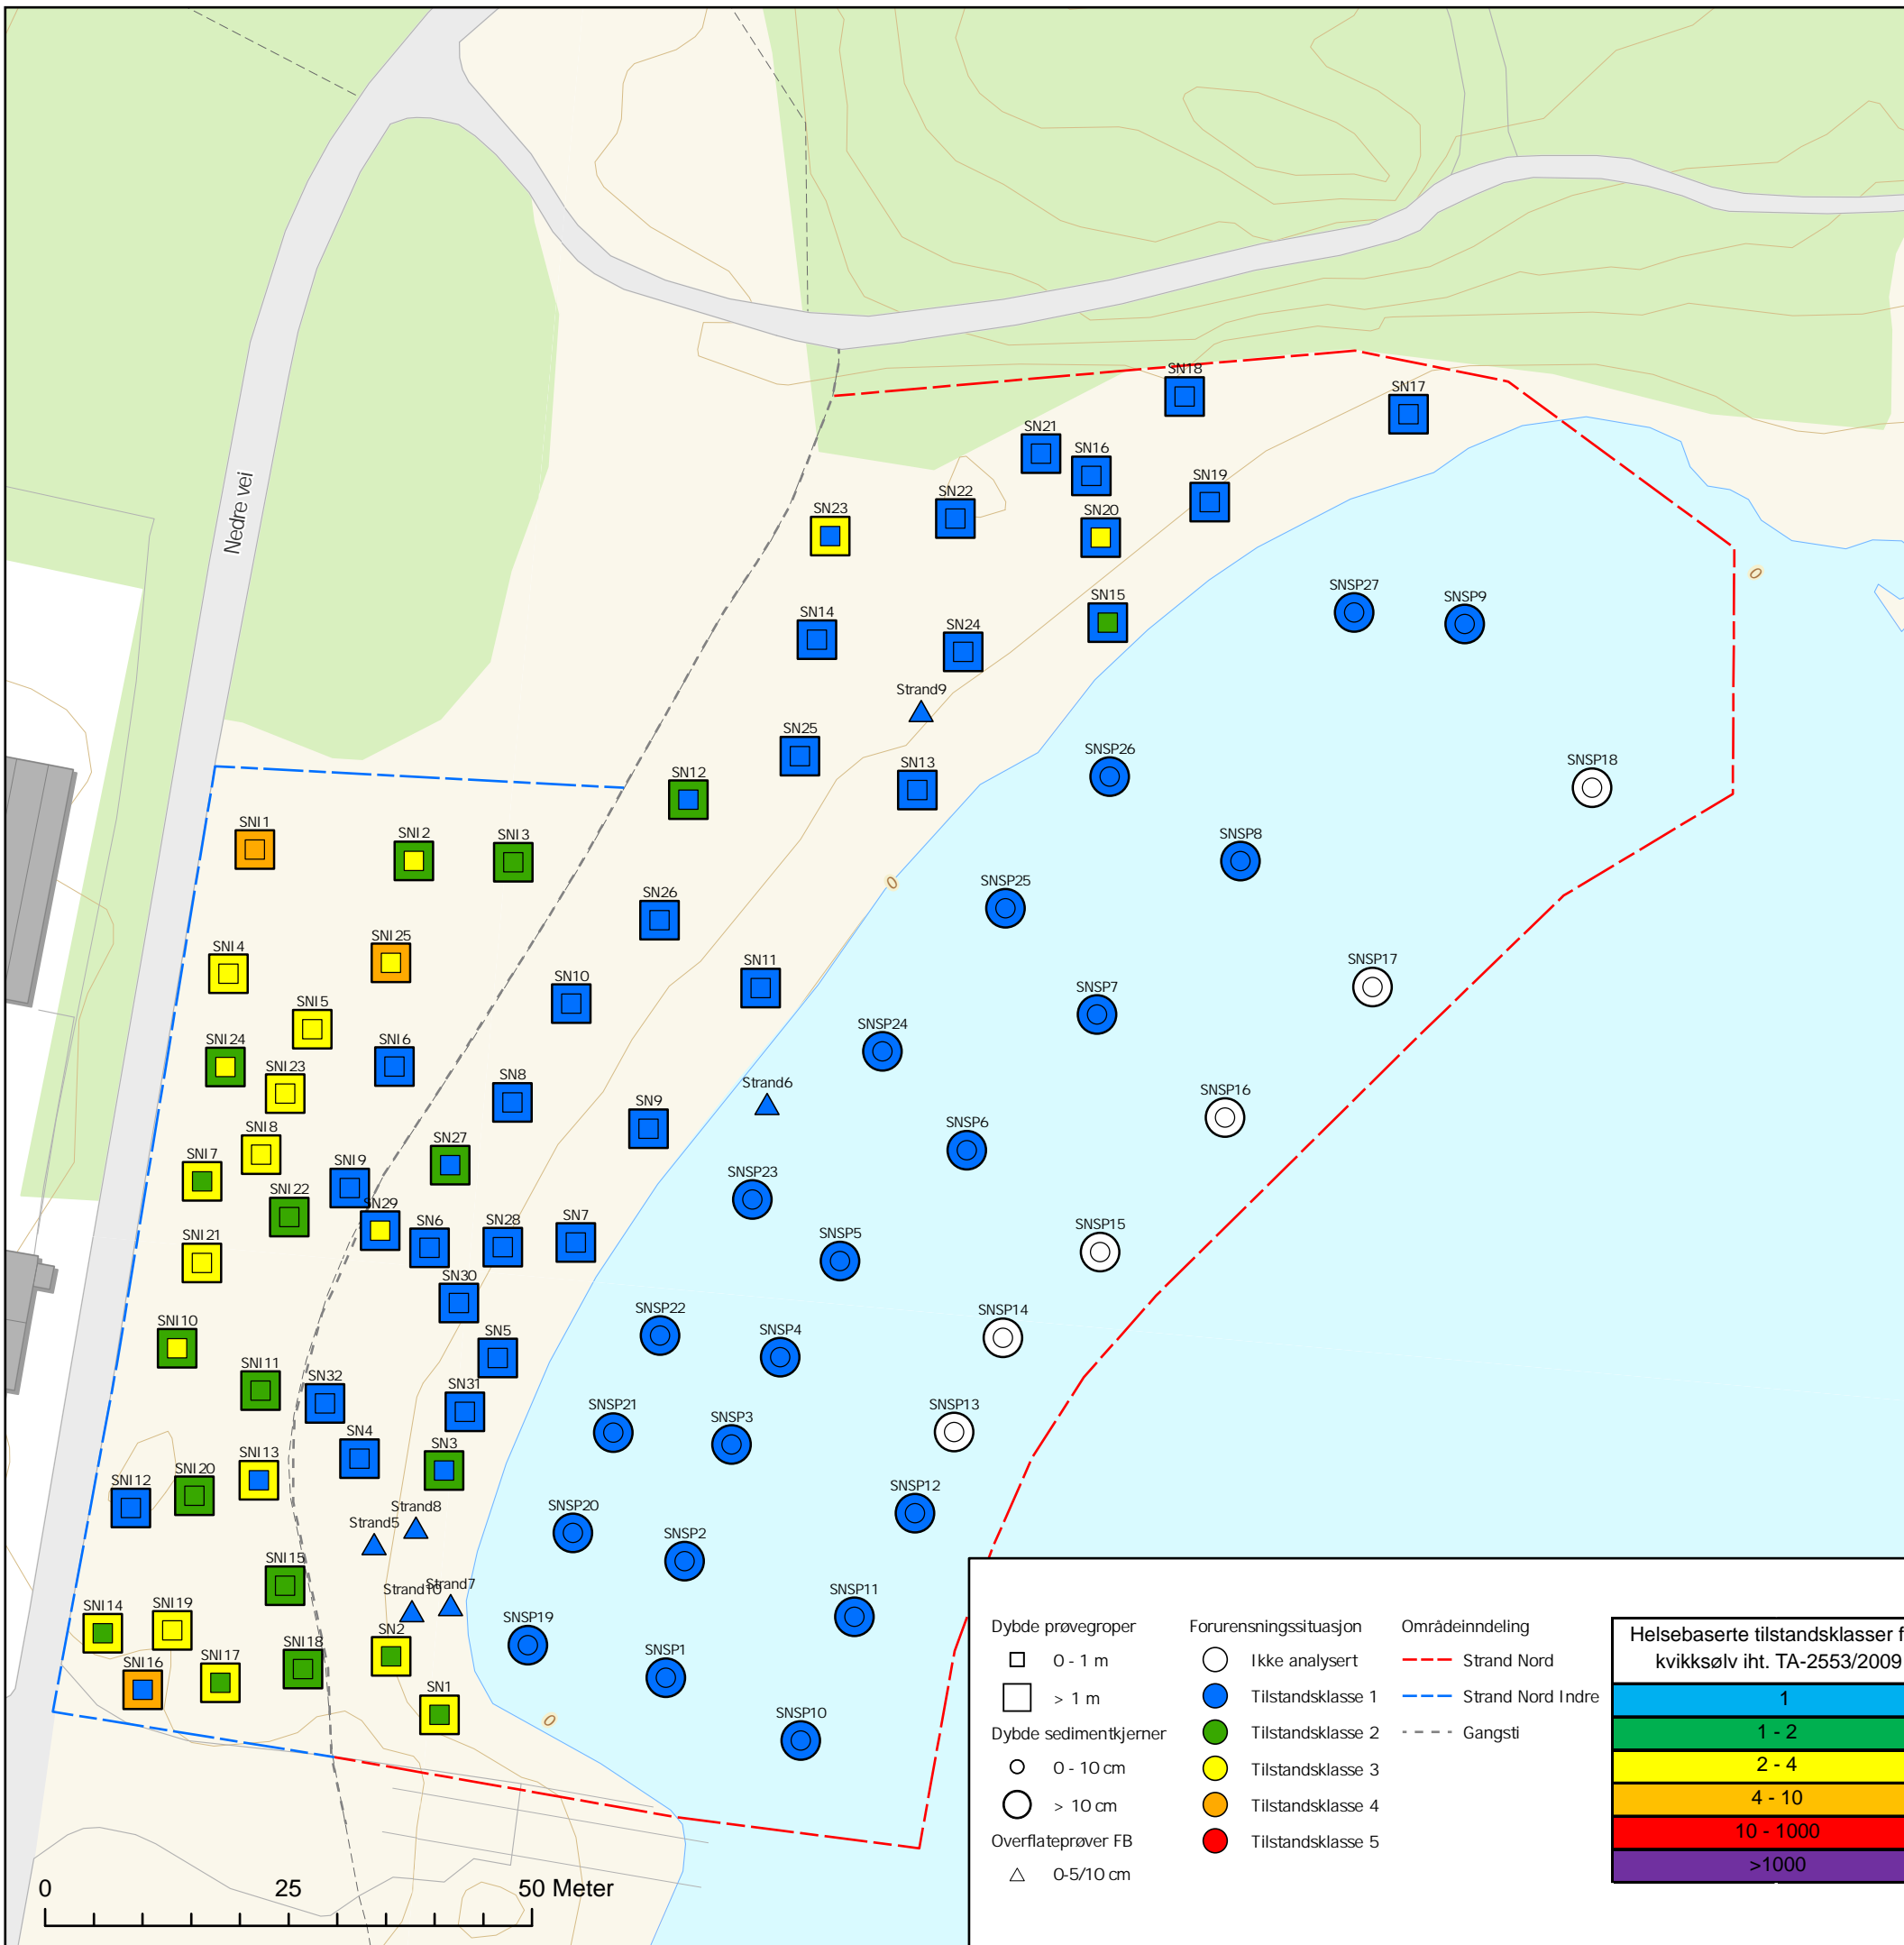 Nedre vei
SN18
SN17
SN21
SN16
SN19
SN22
SN23
SN20
SNSP27
SNSP9
SN15
SN14
SN24
Strand9
SN25
SNSP26
SNSP18
SN12
SN13
SNI1
SNI2
SNI3
SNSP8
0
0
SNSP25
SN26
SNI25
SNI4
SN11
SNSP17
SN10
SNI5
SNSP7
SNSP24
SNI24
SNI6
SNI23
SN8
Strand6
SNSP16
SN9
SNI8
SN27
SNSP6
SNI7
SNI9
SNSP23
SNI22
SN29
SN6
SN28
SN7
SNI21
SNSP5
SNSP15
SN30
SNSP22
SNSP14
SNI10
SN5
SNSP4
SNI11
SN32
SN31
SNSP21
SNSP3
SNSP13
SN4
SN3
SNI13
SNI12
SNI20
SNSP12
Strand8
SNSP20
Strand5
SNSP2
SNI15
Strand10
Strand7
SNSP11
SNI14
SNI19
SNSP19
SN2
SNI18
SNI17
SNSP1
SNI16
SN1
0
SNSP10
0 25 50 Meter
Dybde prøvegroper
0 - 1 m
> 1 m
Dybde sedimentkjerner
0 - 10 cm
> 10 cm
Overflateprøver FB
0-5/10 cm
Forurensningssituasjon
Ikke analysert
Tilstandsklasse 1
Tilstandsklasse 2
Tilstandsklasse 3
Tilstandsklasse 4
Tilstandsklasse 5
Områdeinndeling
Strand Nord
Strand Nord Indre
Gangsti
Helsebaserte tilstandsklasser f
kvikksølv iht. TA-2553/2009
1
1 - 2
2 - 4
4 - 10
10 - 1000
>1000